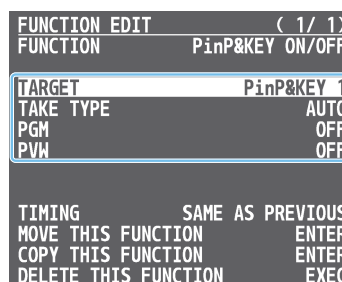 FUNCTION EDIT ( 1/ 1)
FUNCTION PinP&KEY ON/OFF
TARGET PinP&KEY 1
TAKE TYPE AUTO
PGM OFF
PVW OFF
TIMING SAME AS PREVIOUS
MOVE THIS FUNCTION ENTER
COPY THIS FUNCTION ENTER
DELETE THIS FUNCTION EXEC